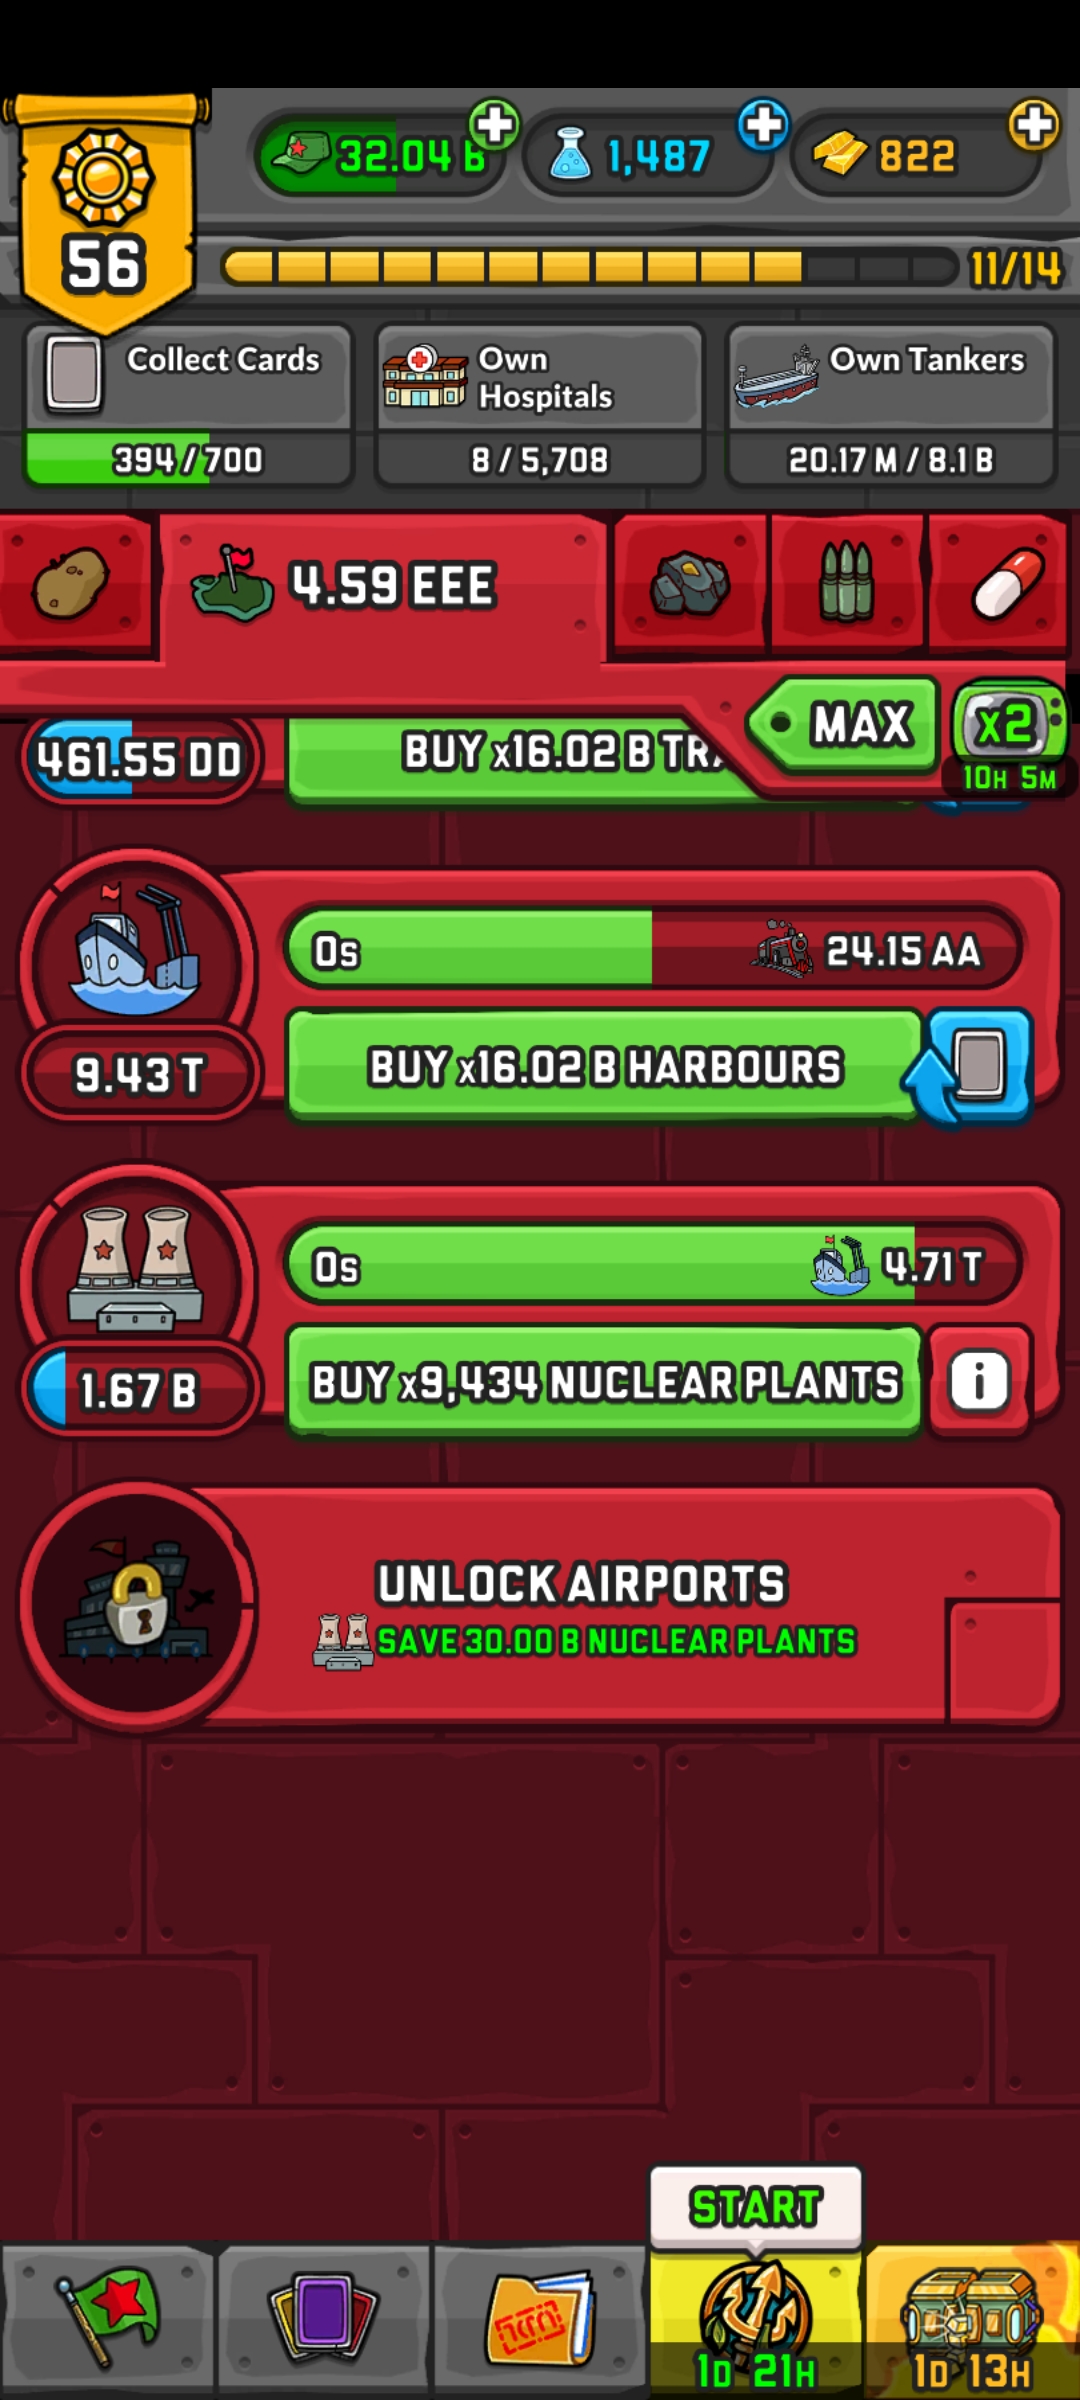 32.04 B
1,487
822
56
11/14
Collect Cards
Own
Hospitals
Own Tankers
394/700
8/5,708
20.17 M/8.1 B
4.59 EEE
MAX
x2
10H 5M
461.55 DD
BUY x16.02 B TRA
0s
24.15 AA
9.43 T
BUY x16.02 B HARBOURS
0s
4.71 T
1.67 B
BUY x9,434 NUCLEAR PLANTS
i
UNLOCK AIRPORTS
SAVE 30.00 B NUCLEAR PLANTS
START
1D 21H
1D 13H